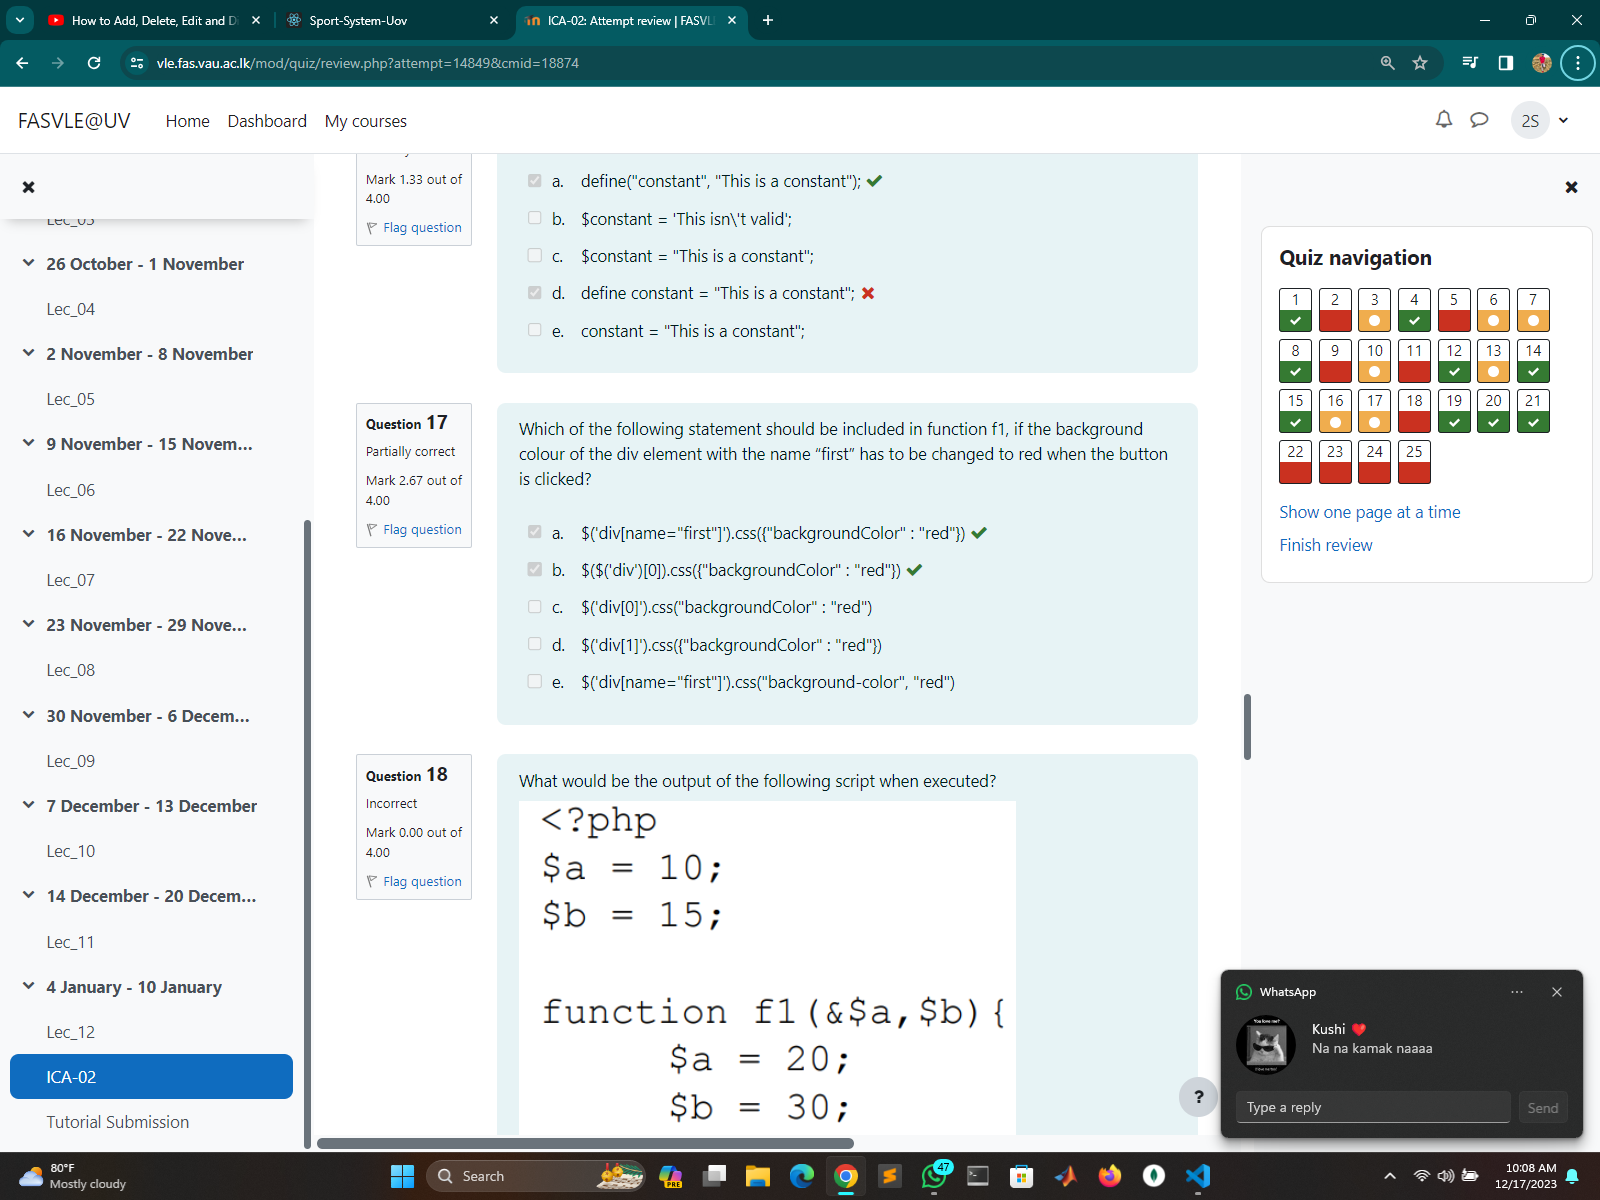 How to Add, Delete, Edit and D
Sport-System-Uov
ICA-02: Attempt review | FASVL
vle.fas.vau.ac.lk/mod/quiz/review.php?attempt=14849&cmid=18874
FASVLE@UV
Home
Dashboard
My courses
2S
Lec_03
26 October - 1 November
Lec_04
2 November - 8 November
Lec_05
9 November - 15 Novem...
Lec_06
16 November - 22 Nove...
Lec_07
23 November - 29 Nove...
Lec_08
30 November - 6 Decem...
Lec_09
7 December - 13 December
Lec_10
14 December - 20 Decem...
Lec_11
4 January - 10 January
Lec_12
ICA-02
Tutorial Submission
Mark 1.33 out of
4.00
Flag question
a. define("constant", "This is a constant");
b. $constant = 'This isn\'t valid';
c. $constant = "This is a constant";
d. define constant = "This is a constant";
e. constant = "This is a constant";
Question 17
Partially correct
Mark 2.67 out of
4.00
Flag question
Which of the following statement should be included in function f1, if the background
colour of the div element with the name “first” has to be changed to red when the button
is clicked?
a. $('div[name="first"]').css({"backgroundColor" : "red"})
b. $($('div')[0]).css({"backgroundColor" : "red"})
c. $('div[0]').css("backgroundColor" : "red")
d. $('div[1]').css({"backgroundColor" : "red"})
e. $('div[name="first"]').css("background-color", "red")
Question 18
Incorrect
Mark 0.00 out of
4.00
Flag question
What would be the output of the following script when executed?
<?php
$a = 10;
$b = 15;
function f1(&$a,$b){
$a = 20;
$b = 30;
Quiz navigation
1 2 3 4 5 6 7
8 9 10 11 12 13 14
15 16 17 18 19 20 21
22 23 24 25
Show one page at a time
Finish review
WhatsApp
Kushi
Na na kamak naaaa
Type a reply
Send
?
80°F
Mostly cloudy
Search
PRE
47
10:08 AM
12/17/2023